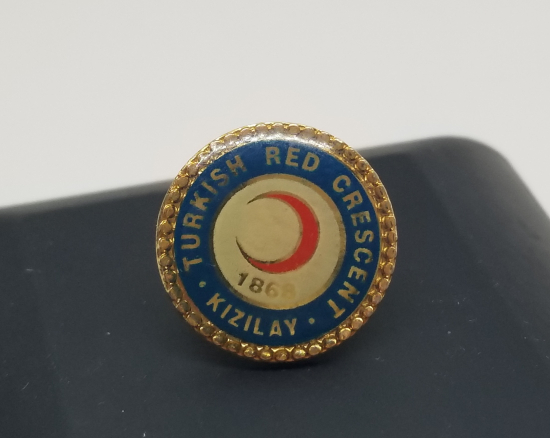 TURKISH RED CRESCENT
1868
· KIZILAY ·